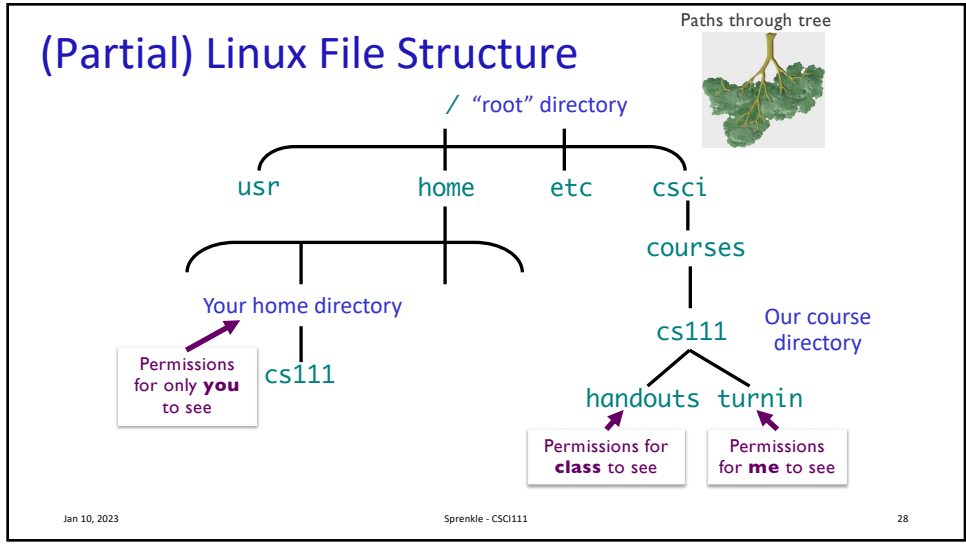 Paths through tree
(Partial) Linux File Structure
/ “root” directory
usr home etc csci
courses
Your home directory
Our course
directory
cs111
Permissions
for only you
to see
cs111
handouts turnin
Permissions for
class to see
Permissions
for me to see
Jan 10, 2023 Sprenkle - CSCI111 28